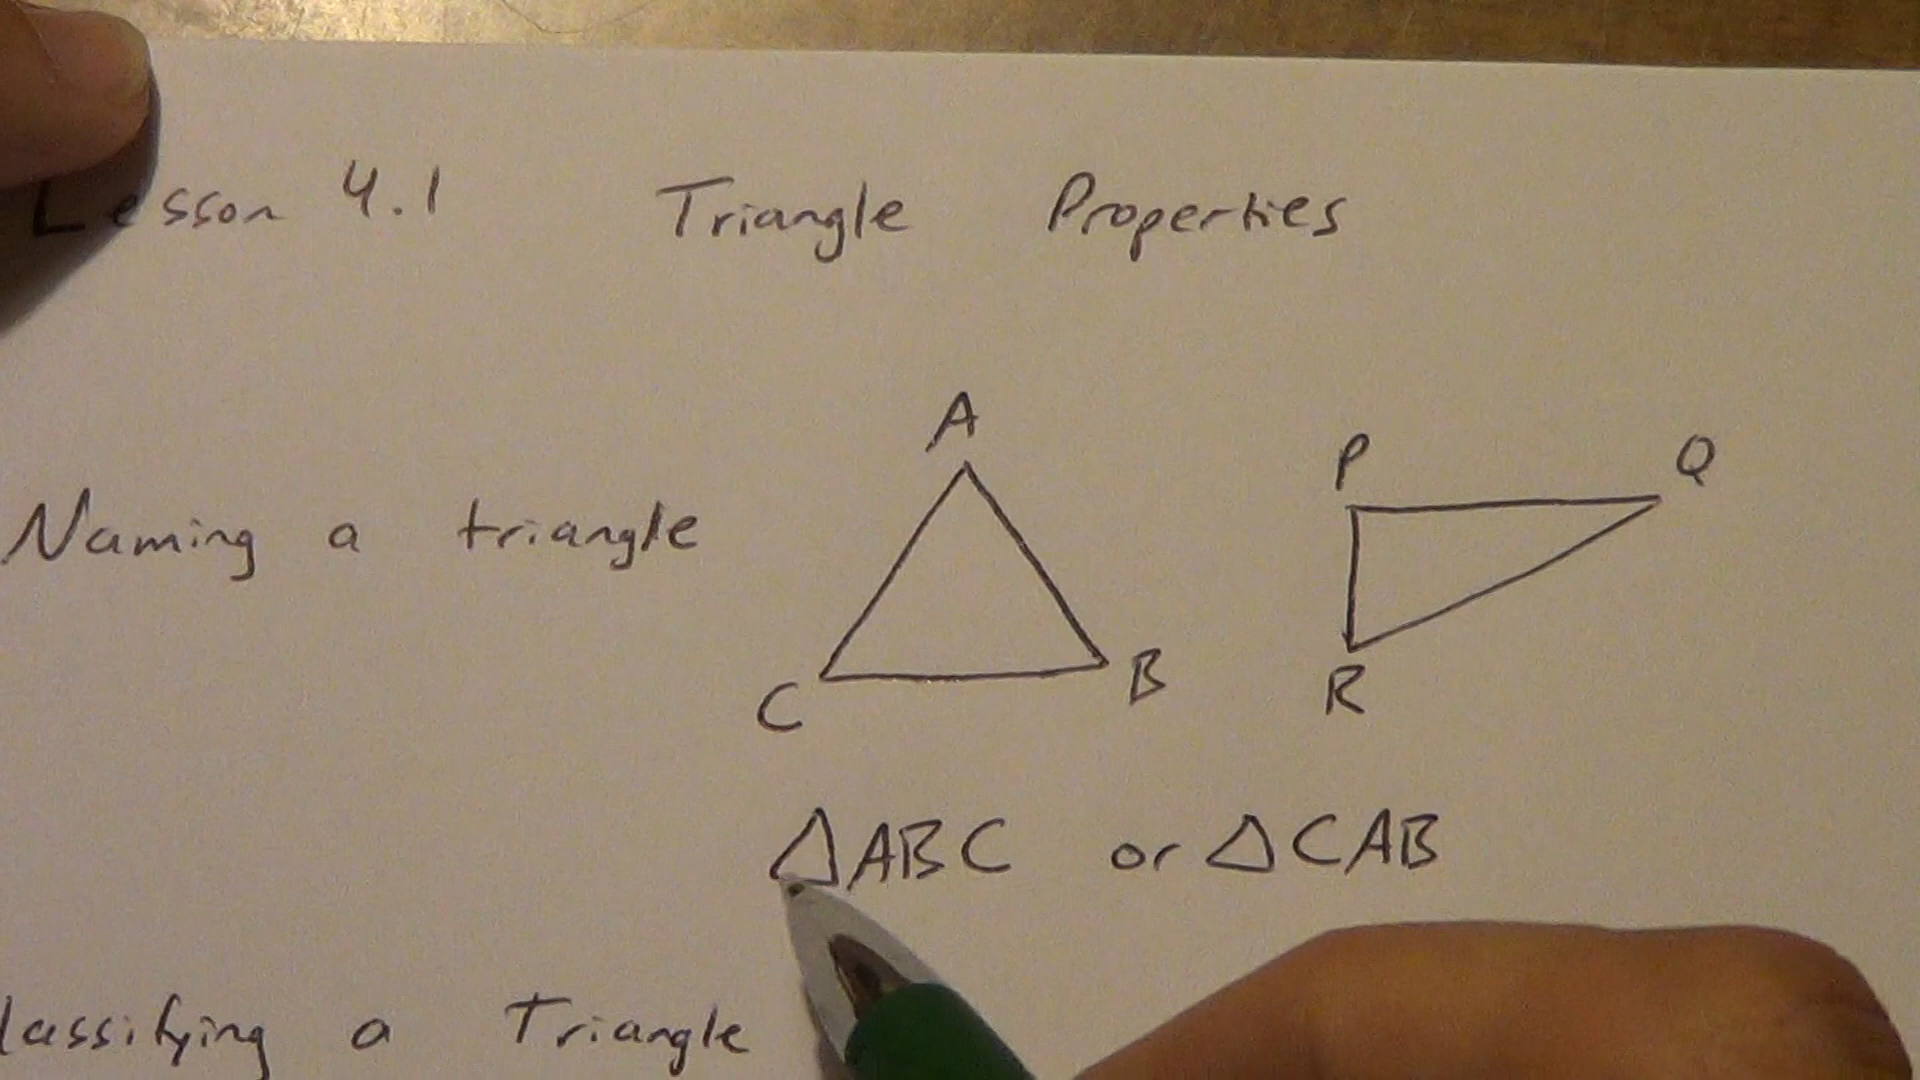 Lesson 4.1 Triangle Properties
A
P Q
Naming a triangle
C B R
△ABC or △CAB
lassifying a Triangle